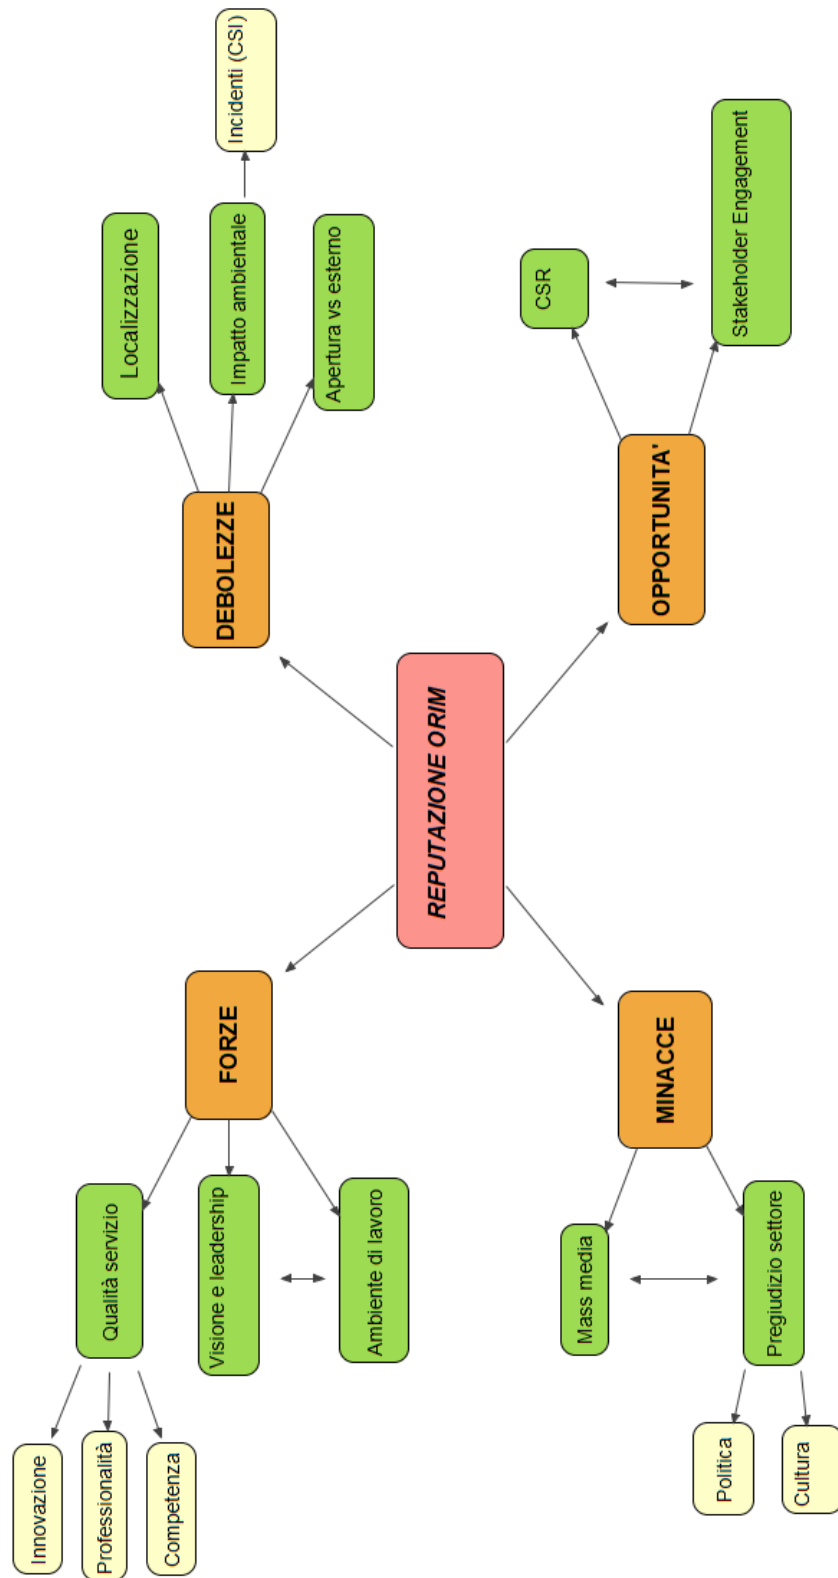 Innovazione
Professionalità
Competenza
Qualità servizio
Visione e leadership
Ambiente di lavoro
FORZE
Localizzazione
Impatto ambientale
Apertura vs esterno
Incidenti (CSI)
DEBOLEZZE
REPUTAZIONE ORIM
Politica
Cultura
Mass media
Pregiudizio settore
MINACCE
OPPORTUNITA'
CSR
Stakeholder Engagement